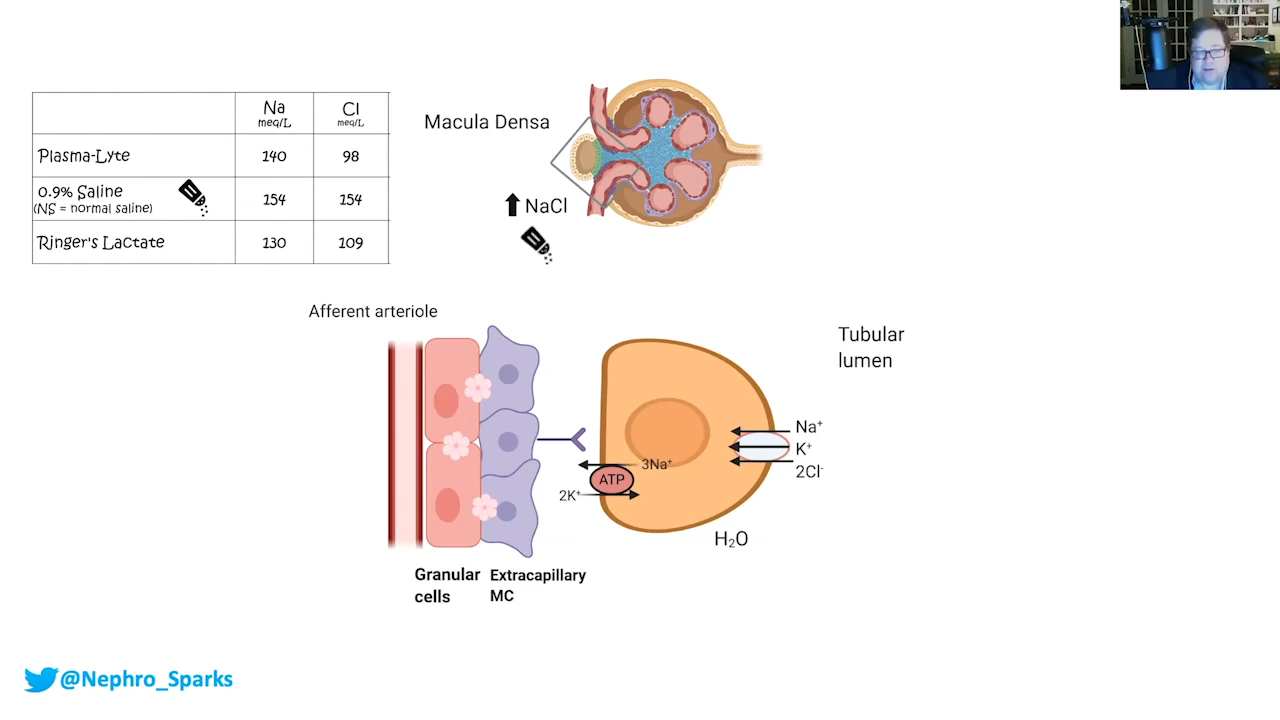 Na Cl
meq/L meq/L
Plasma-Lyte 140 98
0.9% Saline
(NS = normal saline) 154 154
Ringer's Lactate 130 109
Macula Densa
NaCl
Afferent arteriole
Tubular
lumen
Na⁺
K⁺
2Cl⁻
3Na⁺
ATP
2K⁺
H₂O
Granular
cells
Extracapillary
MC
@Nephro_Sparks